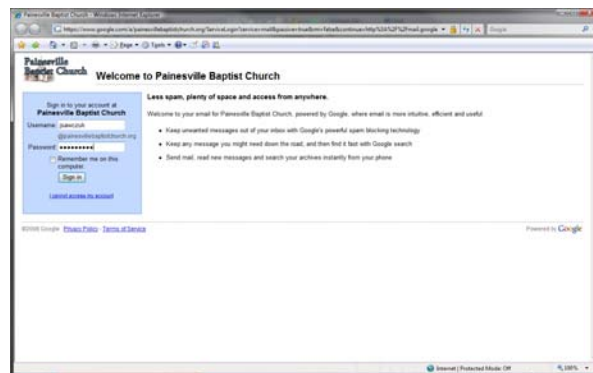 Painesville Baptist Church - Windows Internet Explorer
Google
Page Tools
Painesville
Baptist Church
Welcome to Painesville Baptist Church
Sign in to your account at
Painesville Baptist Church
Username:
@painesvillebaptistchurch.org
Password:
Remember me on this
computer.
Sign in
I cannot access my account
Less spam, plenty of space and access from anywhere.
Welcome to your email for Painesville Baptist Church, powered by Google, where email is more intuitive, efficient and useful
Keep unwanted messages out of your inbox with Google's powerful spam blocking technology
Keep any message you might need down the road, and then find it fast with Google search
Send mail, read new messages and search your archives instantly from your phone
©2008 Google Privacy Policy Terms of Service
Powered by Google
Internet | Protected Mode: Off
100%